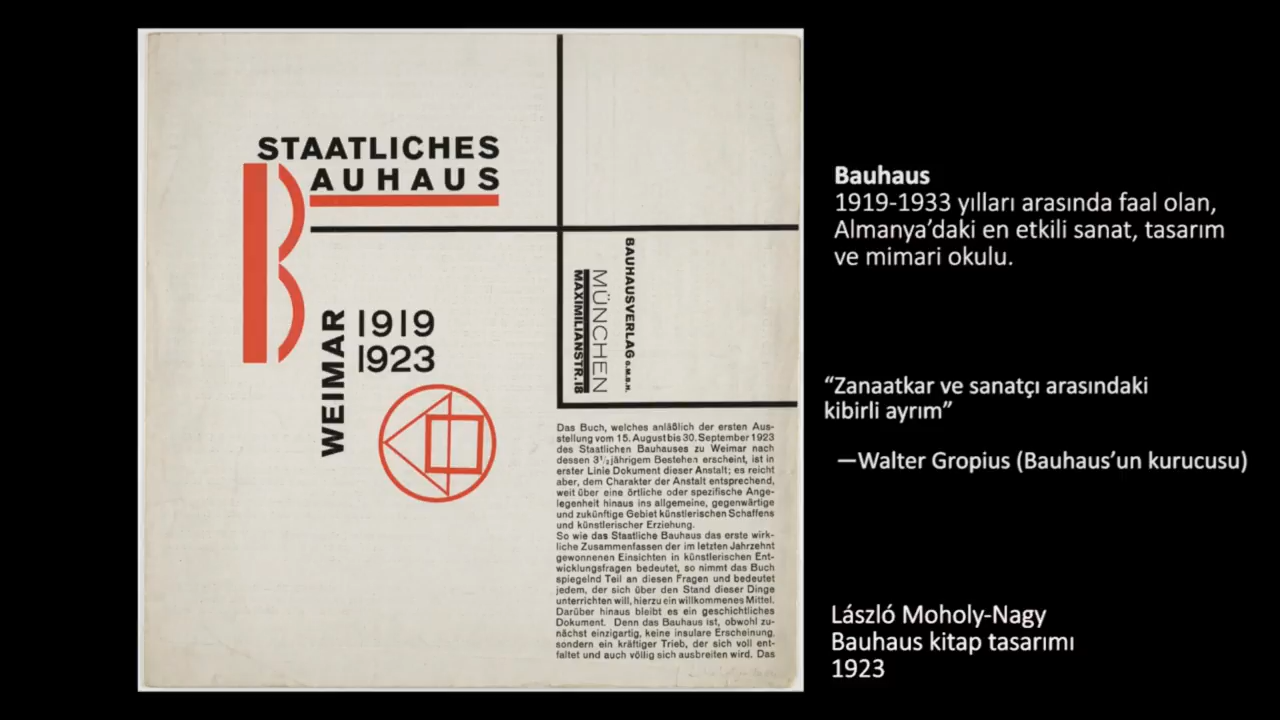 STAATLICHES
BAUHAUS
WEIMAR
1919
1923
BAUHAUSVERLAG G.M.B.H.
MÜNCHEN
MAXIMILIANSTR.18
Das Buch, welches anläßlich der ersten Aus-
stellung vom 15. August bis 30. September 1923
des Staatlichen Bauhauses zu Weimar nach
dessen 3½ jährigem Bestehen erscheint, ist in
erster Linie Dokument dieser Anstalt; es reicht
aber, dem Charakter der Anstalt entsprechend,
weit über eine örtliche oder spezifische Ange-
legenheit hinaus ins allgemeine, gegenwärtige
und zukünftige Gebiet künstlerischen Schaffens
und künstlerischer Erziehung.
So wie das Staatliche Bauhaus das erste wirk-
liche Zusammenfassen der im letzten Jahrzehnt
gewonnenen Einsichten in künstlerischen Ent-
wicklungsfragen bedeutet, so nimmt das Buch
spiegelnd Teil an diesen Fragen und bedeutet
jedem, der sich über den Stand dieser Dinge
unterrichten will, hierzu ein willkommenes Mittel.
Darüber hinaus bleibt es ein geschichtliches
Dokument. Denn das Bauhaus ist, obwohl zu-
nächst einzigartig, keine insulare Erscheinung,
sondern ein kräftiger Trieb, der sich voll ent-
faltet und auch völlig sich ausbreiten wird. Das
Bauhaus
1919-1933 yılları arasında faal olan,
Almanya’daki en etkili sanat, tasarım
ve mimari okulu.
“Zanaatkar ve sanatçı arasındaki
kibirli ayrım”
—Walter Gropius (Bauhaus’un kurucusu)
László Moholy-Nagy
Bauhaus kitap tasarımı
1923